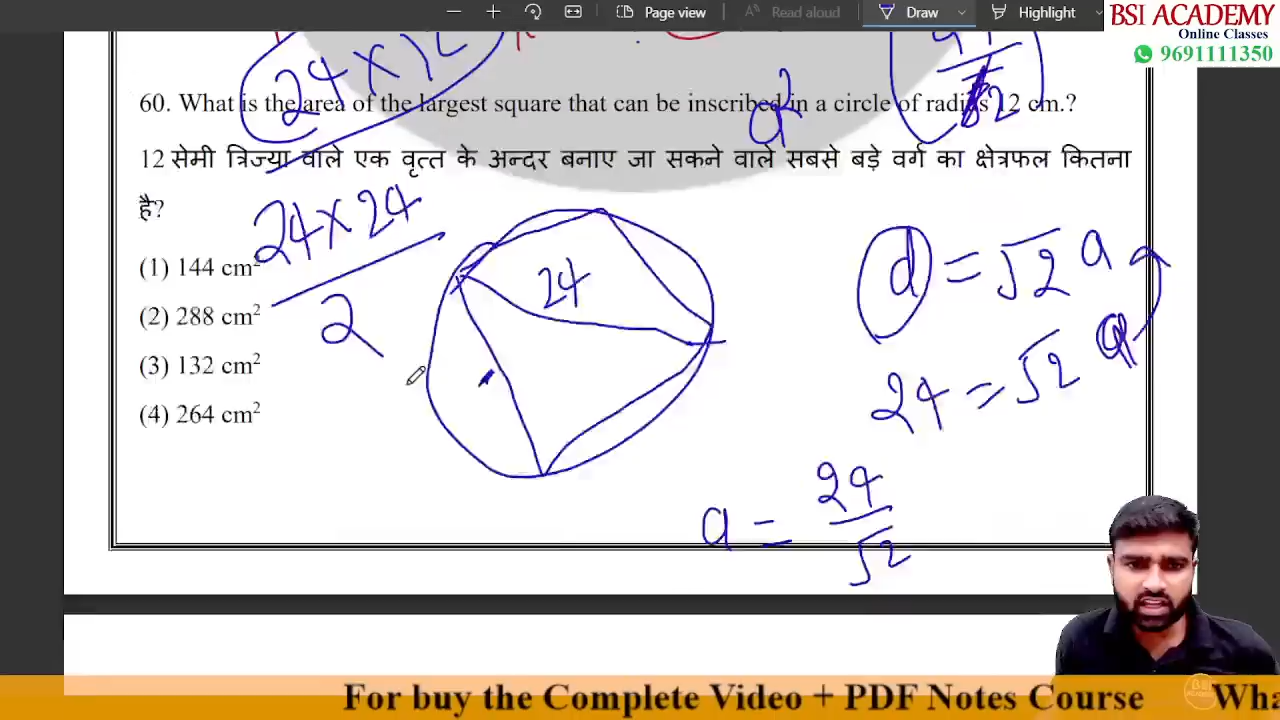 Page view Read aloud Draw Highlight
BSI ACADEMY
Online Classes
9691111350
24 × 12
60. What is the area of the largest square that can be inscribed in a circle of radius 12 cm.?
a²
12 सेमी त्रिज्या वाले एक वृत्त के अन्दर बनाए जा सकने वाले सबसे बड़े वर्ग का क्षेत्रफल कितना
है?
24×24
2
(1) 144 cm²
(2) 288 cm²
(3) 132 cm²
(4) 264 cm²
24
d = √2 a
24 = √2 a
a = 24
√2
For buy the Complete Video + PDF Notes Course